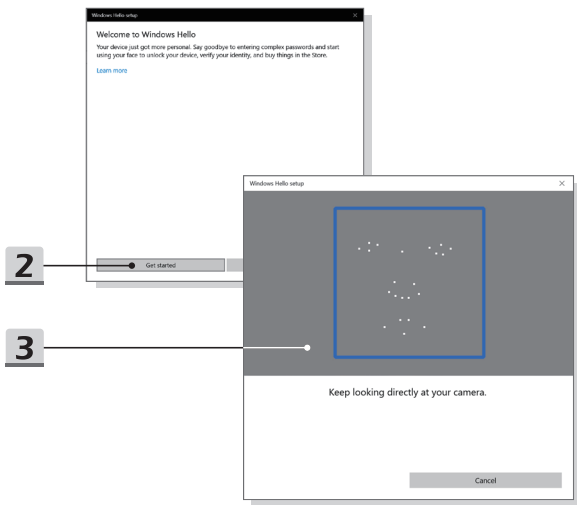 Windows Hello setup
Welcome to Windows Hello
Your device just got more personal. Say goodbye to entering complex passwords and start
using your face to unlock your device, verify your identity, and buy things in the Store.
Learn more
2
Get started
Windows Hello setup
3
Keep looking directly at your camera.
Cancel